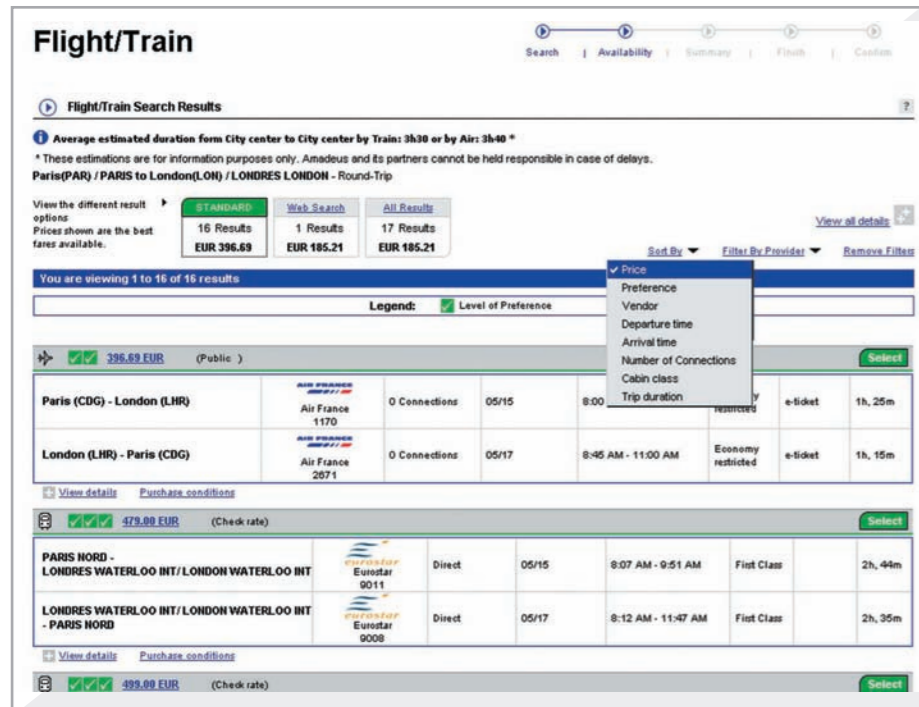 Flight/Train
Search | Availability | Summary | Finish | Confirm
Flight/Train Search Results
?
Average estimated duration form City center to City center by Train: 3h30 or by Air: 3h40 *
* These estimations are for information purposes only. Amadeus and its partners cannot be held responsible in case of delays.
Paris(PAR) / PARIS to London(LON) / LONDRES LONDON - Round-Trip
View the different result options
Prices shown are the best fares available.
STANDARD
16 Results
EUR 396.69
Web Search
1 Results
EUR 185.21
All Results
17 Results
EUR 185.21
View all details
Sort By
Filter By Provider
Remove Filters
Price
Preference
Vendor
Departure time
Arrival time
Number of Connections
Cabin class
Trip duration
You are viewing 1 to 16 of 16 results
Legend: Level of Preference
396.69 EUR (Public ) Select
Paris (CDG) - London (LHR)
AIR FRANCE
Air France
1170
0 Connections
05/15
8:00
restricted
e-ticket
1h, 25m
London (LHR) - Paris (CDG)
AIR FRANCE
Air France
2671
0 Connections
05/17
8:45 AM - 11:00 AM
Economy
restricted
e-ticket
1h, 15m
View details Purchase conditions
479.00 EUR (Check rate) Select
PARIS NORD -
LONDRES WATERLOO INT/ LONDON WATERLOO INT
eurostar
Eurostar
9011
Direct
05/15
8:07 AM - 9:51 AM
First Class
2h, 44m
LONDRES WATERLOO INT/ LONDON WATERLOO INT
- PARIS NORD
eurostar
Eurostar
9008
Direct
05/17
8:12 AM - 11:47 AM
First Class
2h, 35m
View details Purchase conditions
499.00 EUR (Check rate) Select